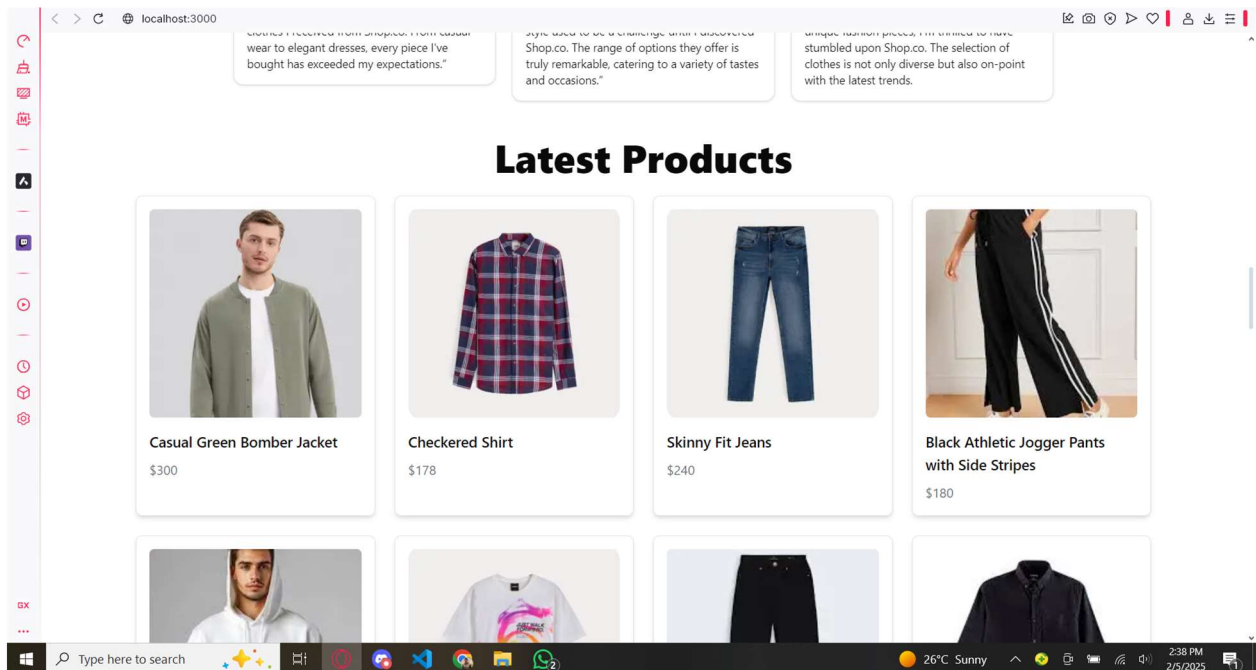 localhost:3000
clothes I received from Shop.co. From casual
wear to elegant dresses, every piece I've
bought has exceeded my expectations."
style used to be a challenge until I discovered
Shop.co. The range of options they offer is
truly remarkable, catering to a variety of tastes
and occasions."
unique fashion pieces, I'm thrilled to have
stumbled upon Shop.co. The selection of
clothes is not only diverse but also on-point
with the latest trends.
Latest Products
Casual Green Bomber Jacket
$300
Checkered Shirt
$178
Skinny Fit Jeans
$240
Black Athletic Jogger Pants
with Side Stripes
$180
JUST WALK
GX
Type here to search
2
26°C Sunny
2:38 PM
2/5/2025
1